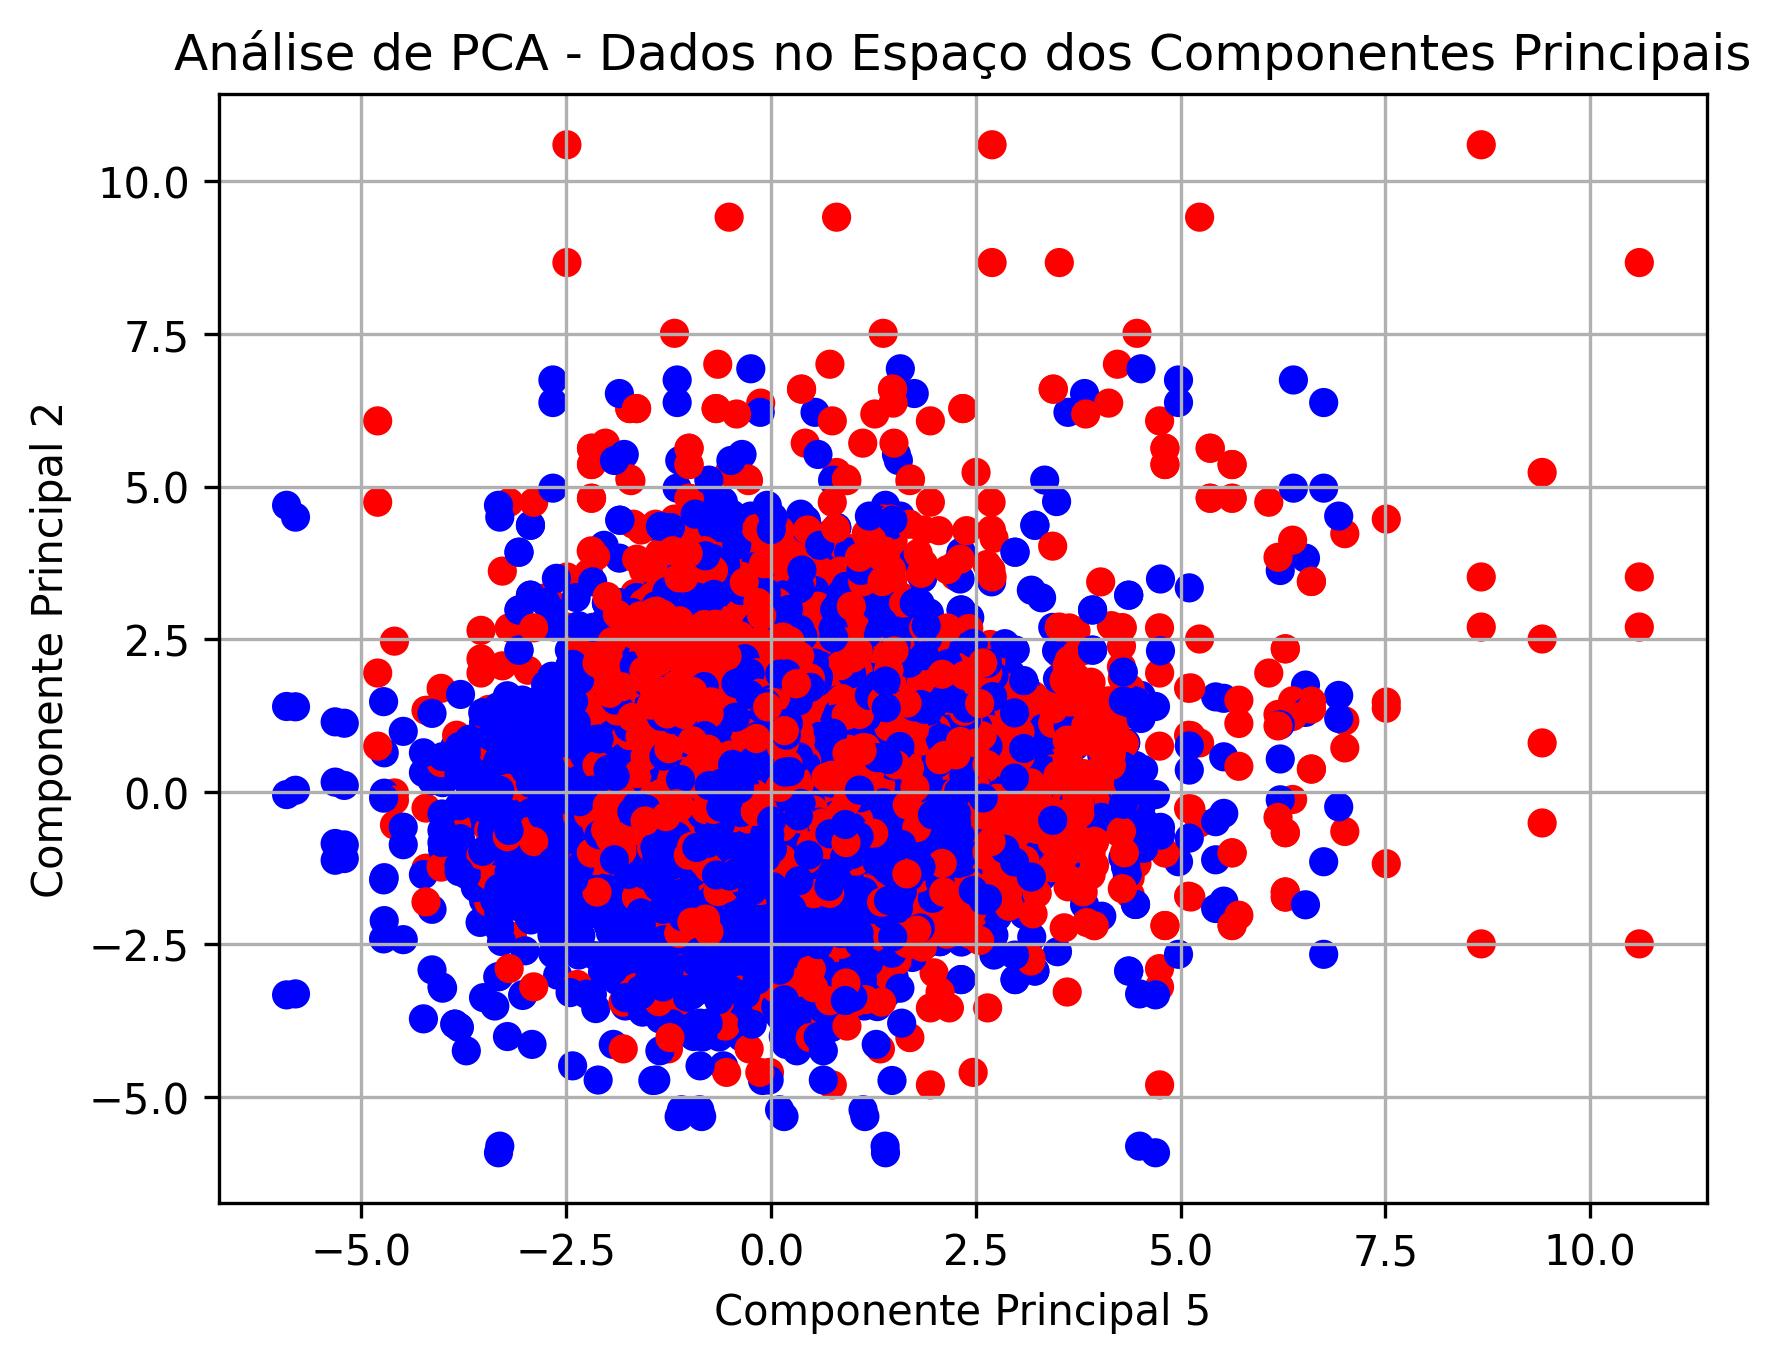 Análise de PCA - Dados no Espaço dos Componentes Principais
Componente Principal 2
10.0
7.5
5.0
2.5
0.0
−2.5
−5.0
−5.0 −2.5 0.0 2.5 5.0 7.5 10.0
Componente Principal 5